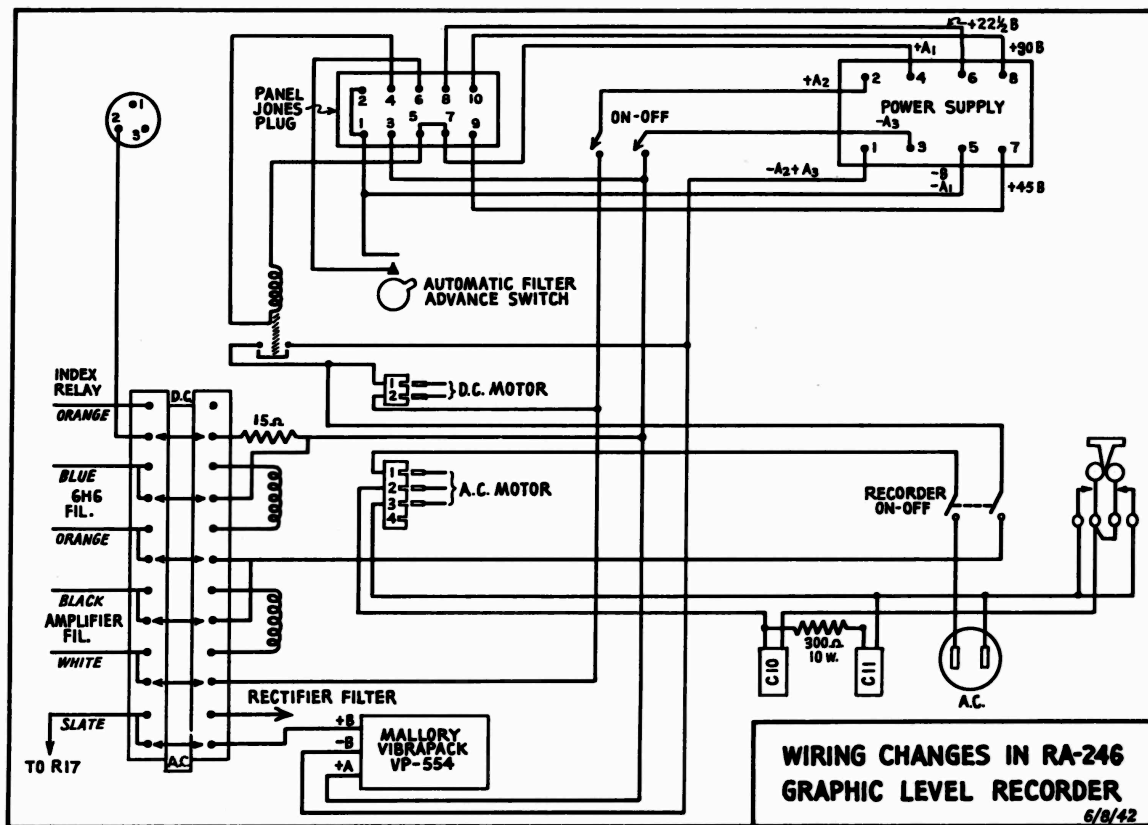 +22½B
+90B
+A₁
PANEL
JONES
PLUG
2 4 6 8 10
5 7
1 3 9
1
2
3
ON-OFF
+A₂
2 4 6 8
POWER SUPPLY
-A₃
1 3 5 7
-A₂+A₃
-B
-A₁
+45B
AUTOMATIC FILTER
ADVANCE SWITCH
INDEX
RELAY
ORANGE
D.C.
15Ω
1
2
D.C. MOTOR
BLUE
6H6
FIL.
ORANGE
1
2
3
4
A.C. MOTOR
RECORDER
ON-OFF
BLACK
AMPLIFIER
FIL.
WHITE
300Ω
10 W.
C10
C11
A.C.
SLATE
RECTIFIER FILTER
TO R17
A.C.
+B
-B
+A
MALLORY
VIBRAPACK
VP-554
WIRING CHANGES IN RA-246
GRAPHIC LEVEL RECORDER
6/8/42